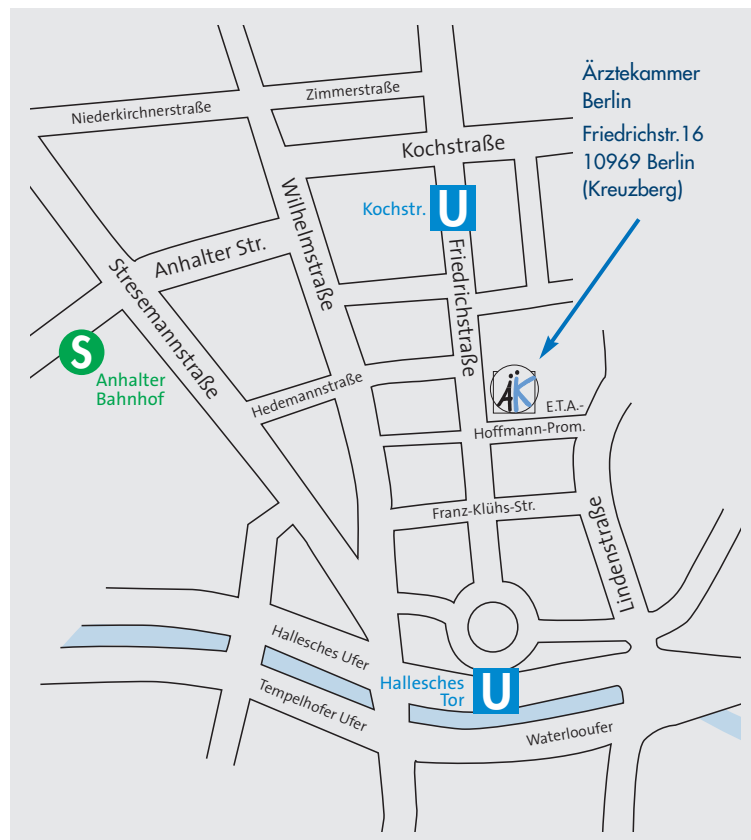 Ärztekammer
Berlin
Friedrichstr.16
10969 Berlin
(Kreuzberg)
Zimmerstraße
Niederkirchnerstraße
Kochstraße
Kochstr.
U
Wilhelmstraße
Friedrichstraße
Anhalter Str.
Stresemannstraße
S
Anhalter
Bahnhof
Hedemannstraße
ÄK
E.T.A.-
Hoffmann-Prom.
Franz-Klühs-Str.
Lindenstraße
Hallesches Ufer
Hallesches
Tor
U
Tempelhofer Ufer
Waterlooufer